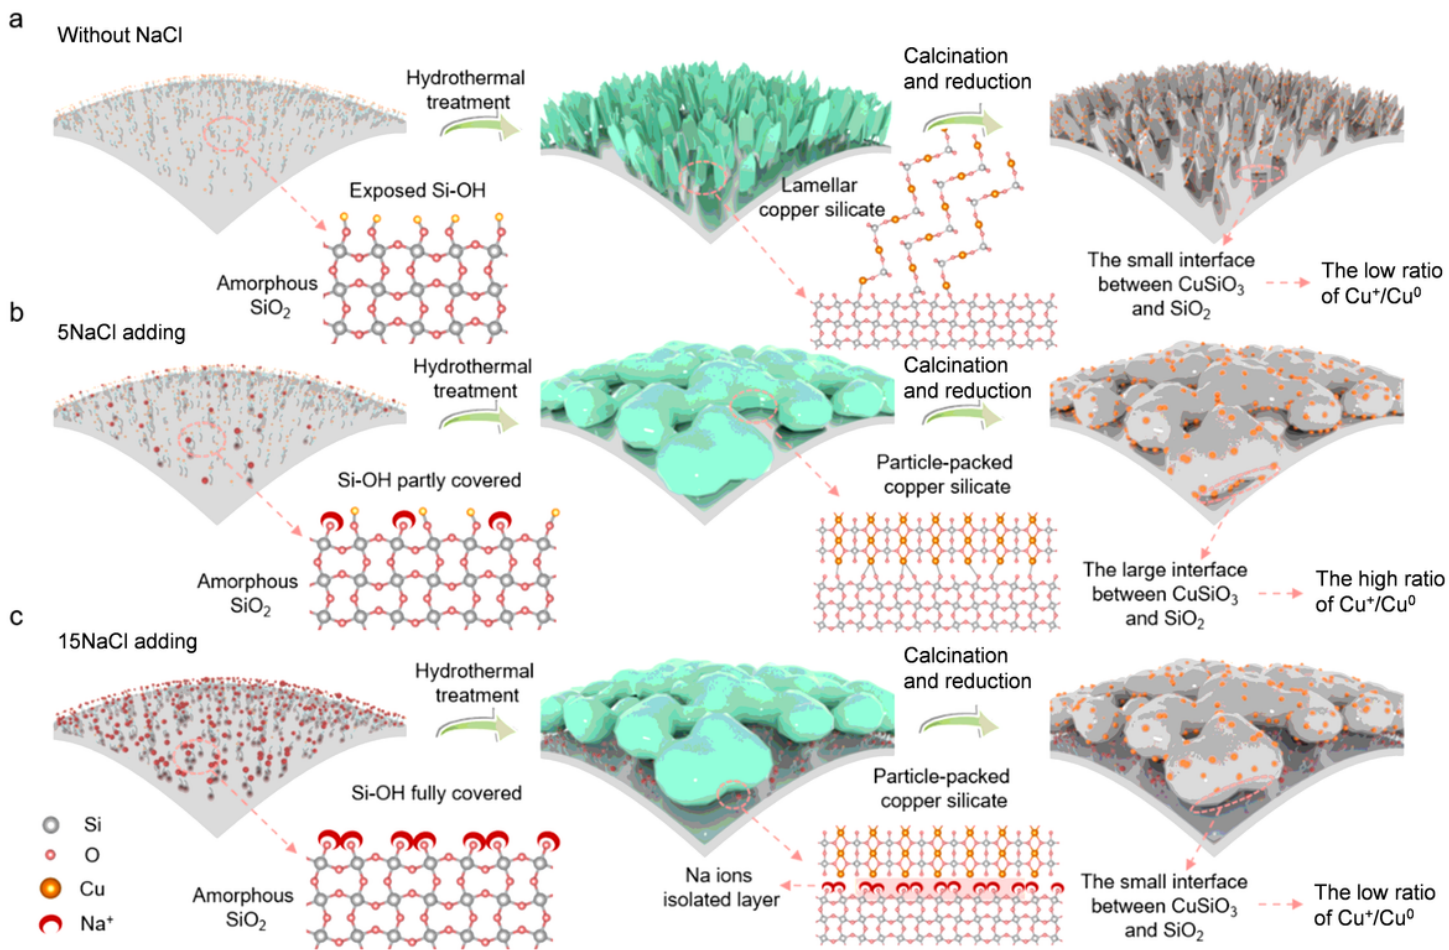 a
Without NaCl
Hydrothermal
treatment
Calcination
and reduction
Exposed Si-OH
Amorphous
SiO₂
Lamellar
copper silicate
The small interface
between CuSiO₃
and SiO₂
The low ratio
of Cu⁺/Cu⁰
b
5NaCl adding
Hydrothermal
treatment
Calcination
and reduction
Si-OH partly covered
Amorphous
SiO₂
Particle-packed
copper silicate
The large interface
between CuSiO₃
and SiO₂
The high ratio
of Cu⁺/Cu⁰
c
15NaCl adding
Hydrothermal
treatment
Calcination
and reduction
Si-OH fully covered
Amorphous
SiO₂
Particle-packed
copper silicate
Na ions
isolated layer
The small interface
between CuSiO₃
and SiO₂
The low ratio
of Cu⁺/Cu⁰
Si
O
Cu
Na⁺